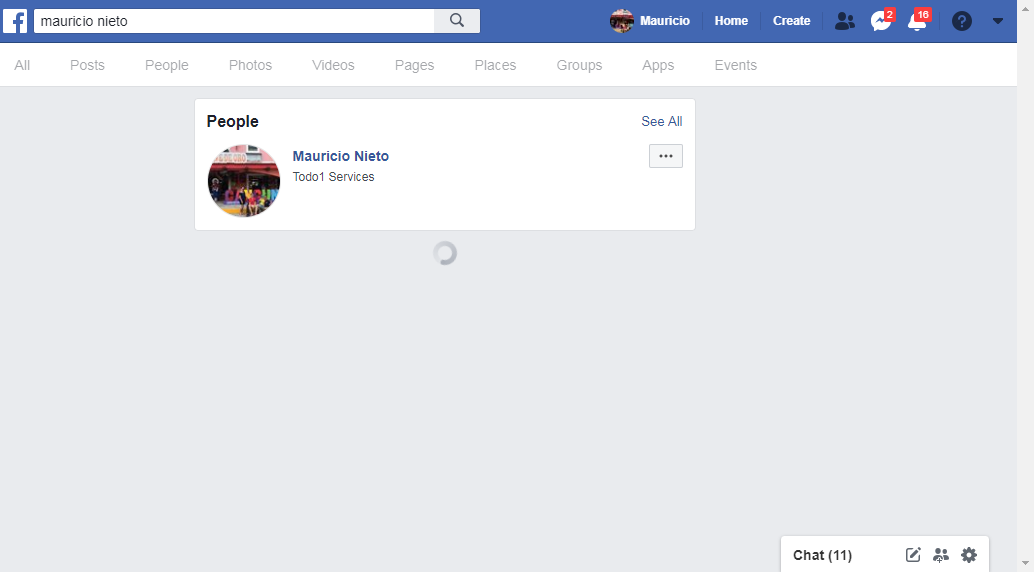 mauricio nieto
Mauricio
Home
Create
2
16
All
Posts
People
Photos
Videos
Pages
Places
Groups
Apps
Events
People
See All
Mauricio Nieto
Todo1 Services
Chat (11)